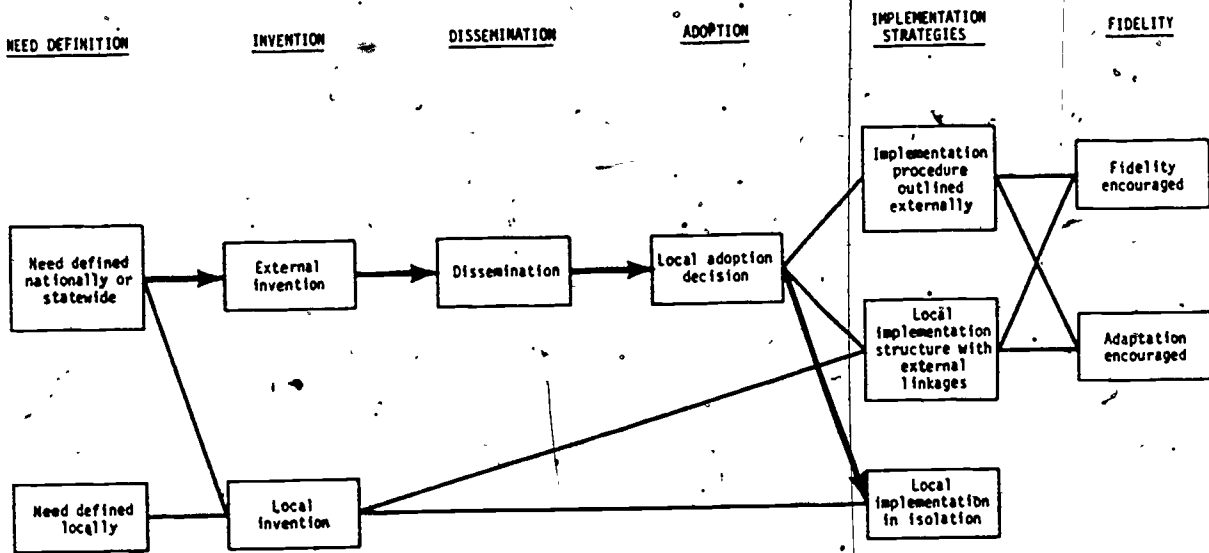 NEED DEFINITION
INVENTION
DISSEMINATION
ADOPTION
IMPLEMENTATION
STRATEGIES
FIDELITY
Implementation
procedure
outlined
externally
Fidelity
encouraged
Need defined
nationally or
statewide
External
invention
Dissemination
Local adoption
decision
Local
implementation
structure with
external
linkages
Adaptation
encouraged
Need defined
locally
Local
invention
Local
implementation
in isolation